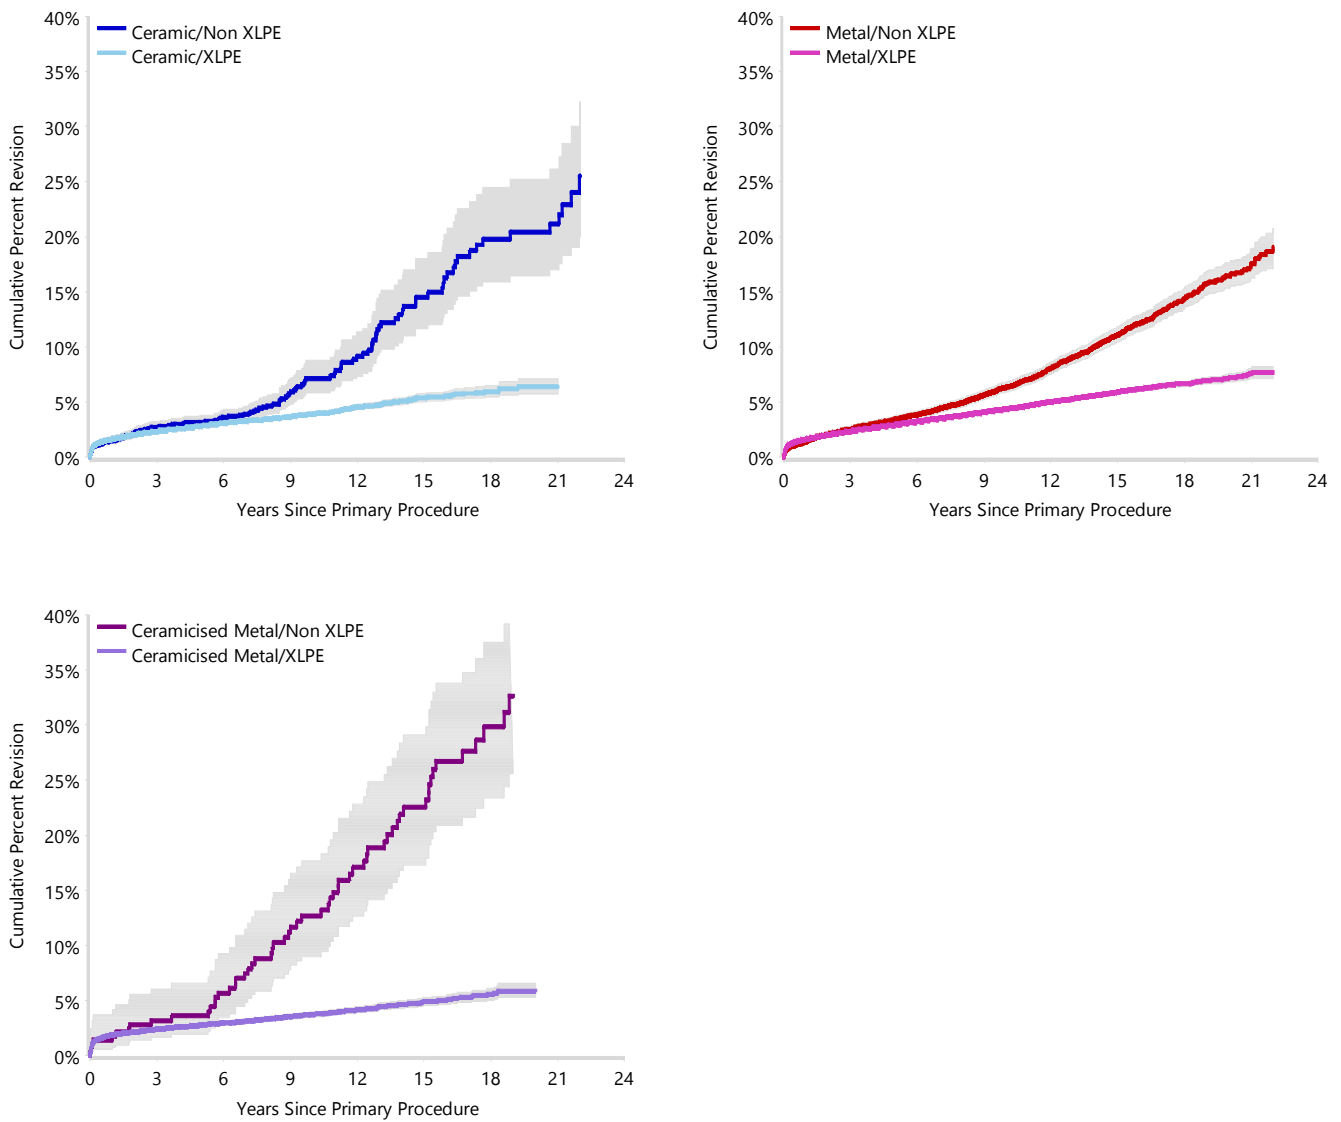 40%
35%
30%
25%
20%
15%
10%
5%
0%
Cumulative Percent Revision
Ceramic/Non XLPE
Ceramic/XLPE
0 3 6 9 12 15 18 21 24
Years Since Primary Procedure
40%
35%
30%
25%
20%
15%
10%
5%
0%
Cumulative Percent Revision
Metal/Non XLPE
Metal/XLPE
0 3 6 9 12 15 18 21 24
Years Since Primary Procedure
40%
35%
30%
25%
20%
15%
10%
5%
0%
Cumulative Percent Revision
Ceramicised Metal/Non XLPE
Ceramicised Metal/XLPE
0 3 6 9 12 15 18 21 24
Years Since Primary Procedure